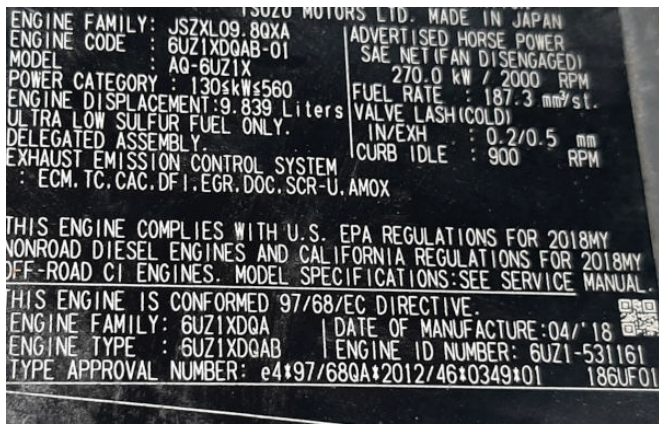 ISUZU MOTORS LTD. MADE IN JAPAN
ENGINE FAMILY: JSZXL09.8QXA
ENGINE CODE : 6UZ1XDQAB-01
MODEL : AQ-6UZ1X
POWER CATEGORY : 130≤kW≤560
ENGINE DISPLACEMENT:9.839 Liters
ULTRA LOW SULFUR FUEL ONLY.
DELEGATED ASSEMBLY.
EXHAUST EMISSION CONTROL SYSTEM
: ECM.TC.CAC.DFI.EGR.DOC.SCR-U.AMOX
ADVERTISED HORSE POWER
SAE NET(FAN DISENGAGED)
270.0 kW / 2000 RPM
FUEL RATE : 187.3 mm³/st.
VALVE LASH(COLD)
IN/EXH : 0.2/0.5 mm
CURB IDLE : 900 RPM
THIS ENGINE COMPLIES WITH U.S. EPA REGULATIONS FOR 2018MY
NONROAD DIESEL ENGINES AND CALIFORNIA REGULATIONS FOR 2018MY
OFF-ROAD CI ENGINES. MODEL SPECIFICATIONS:SEE SERVICE MANUAL.
THIS ENGINE IS CONFORMED 97/68/EC DIRECTIVE.
ENGINE FAMILY: 6UZ1XDQA
ENGINE TYPE : 6UZ1XDQAB
DATE OF MANUFACTURE:04/'18
ENGINE ID NUMBER: 6UZ1-531161
TYPE APPROVAL NUMBER: e4*97/68QA*2012/46*0349*01 186UF01